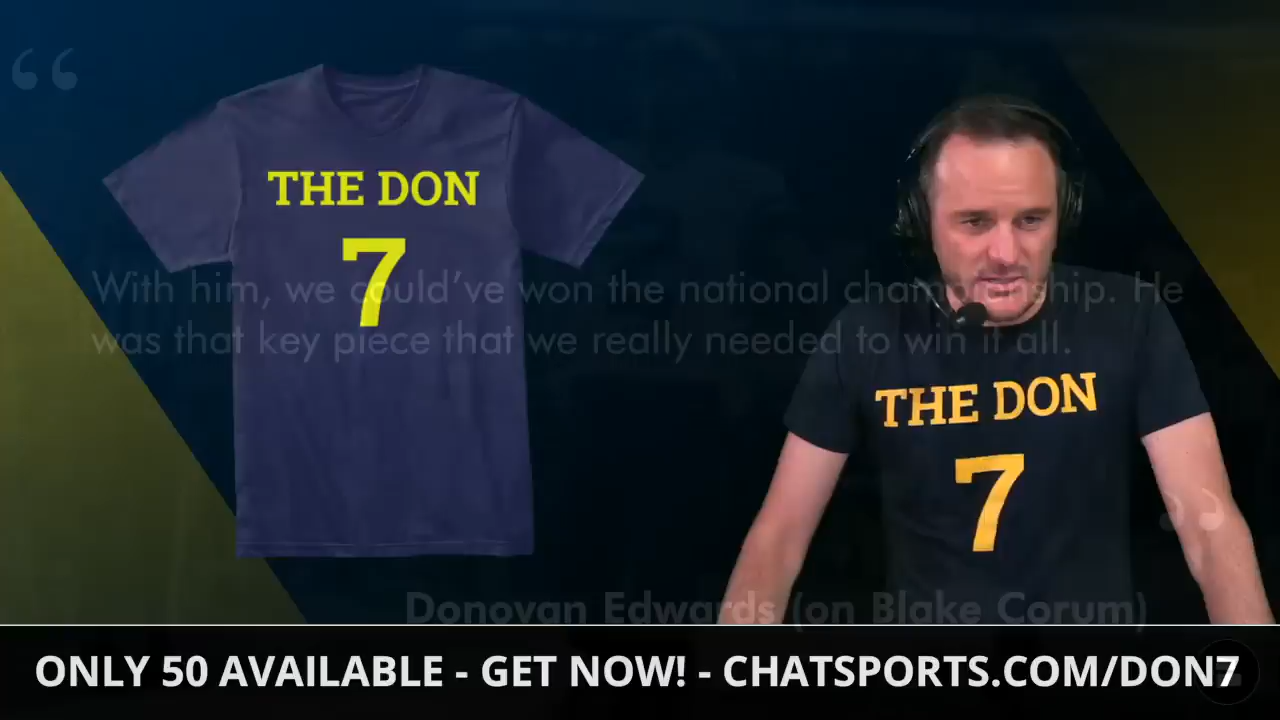 THE DON
7
With him, we could’ve won the national championship. He
was that key piece that we really needed to win it all.
THE DON
7
Donovan Edwards (on Blake Corum)
ONLY 50 AVAILABLE - GET NOW! - CHATSPORTS.COM/DON7